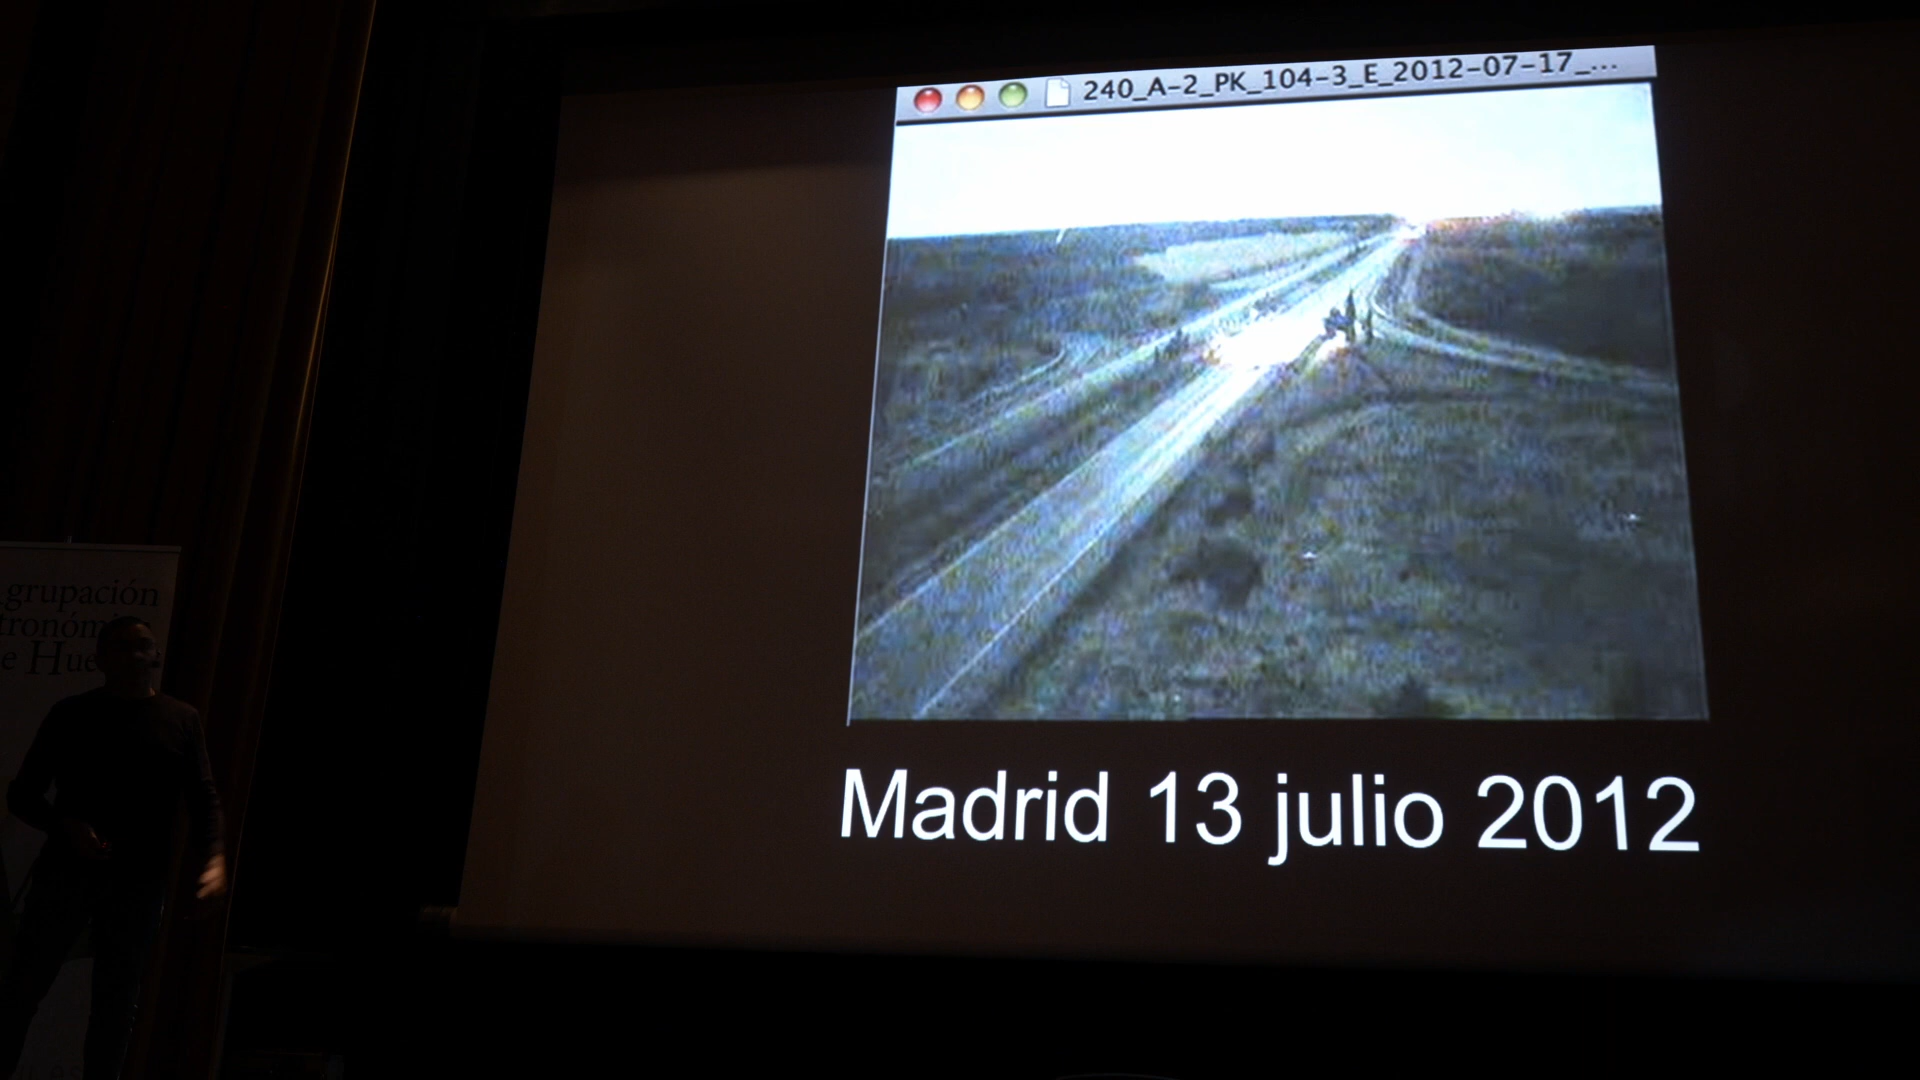 240_A-2_PK_104-3_E_2012-07-17_...
Madrid 13 julio 2012
grupación
tronóm
e Hue